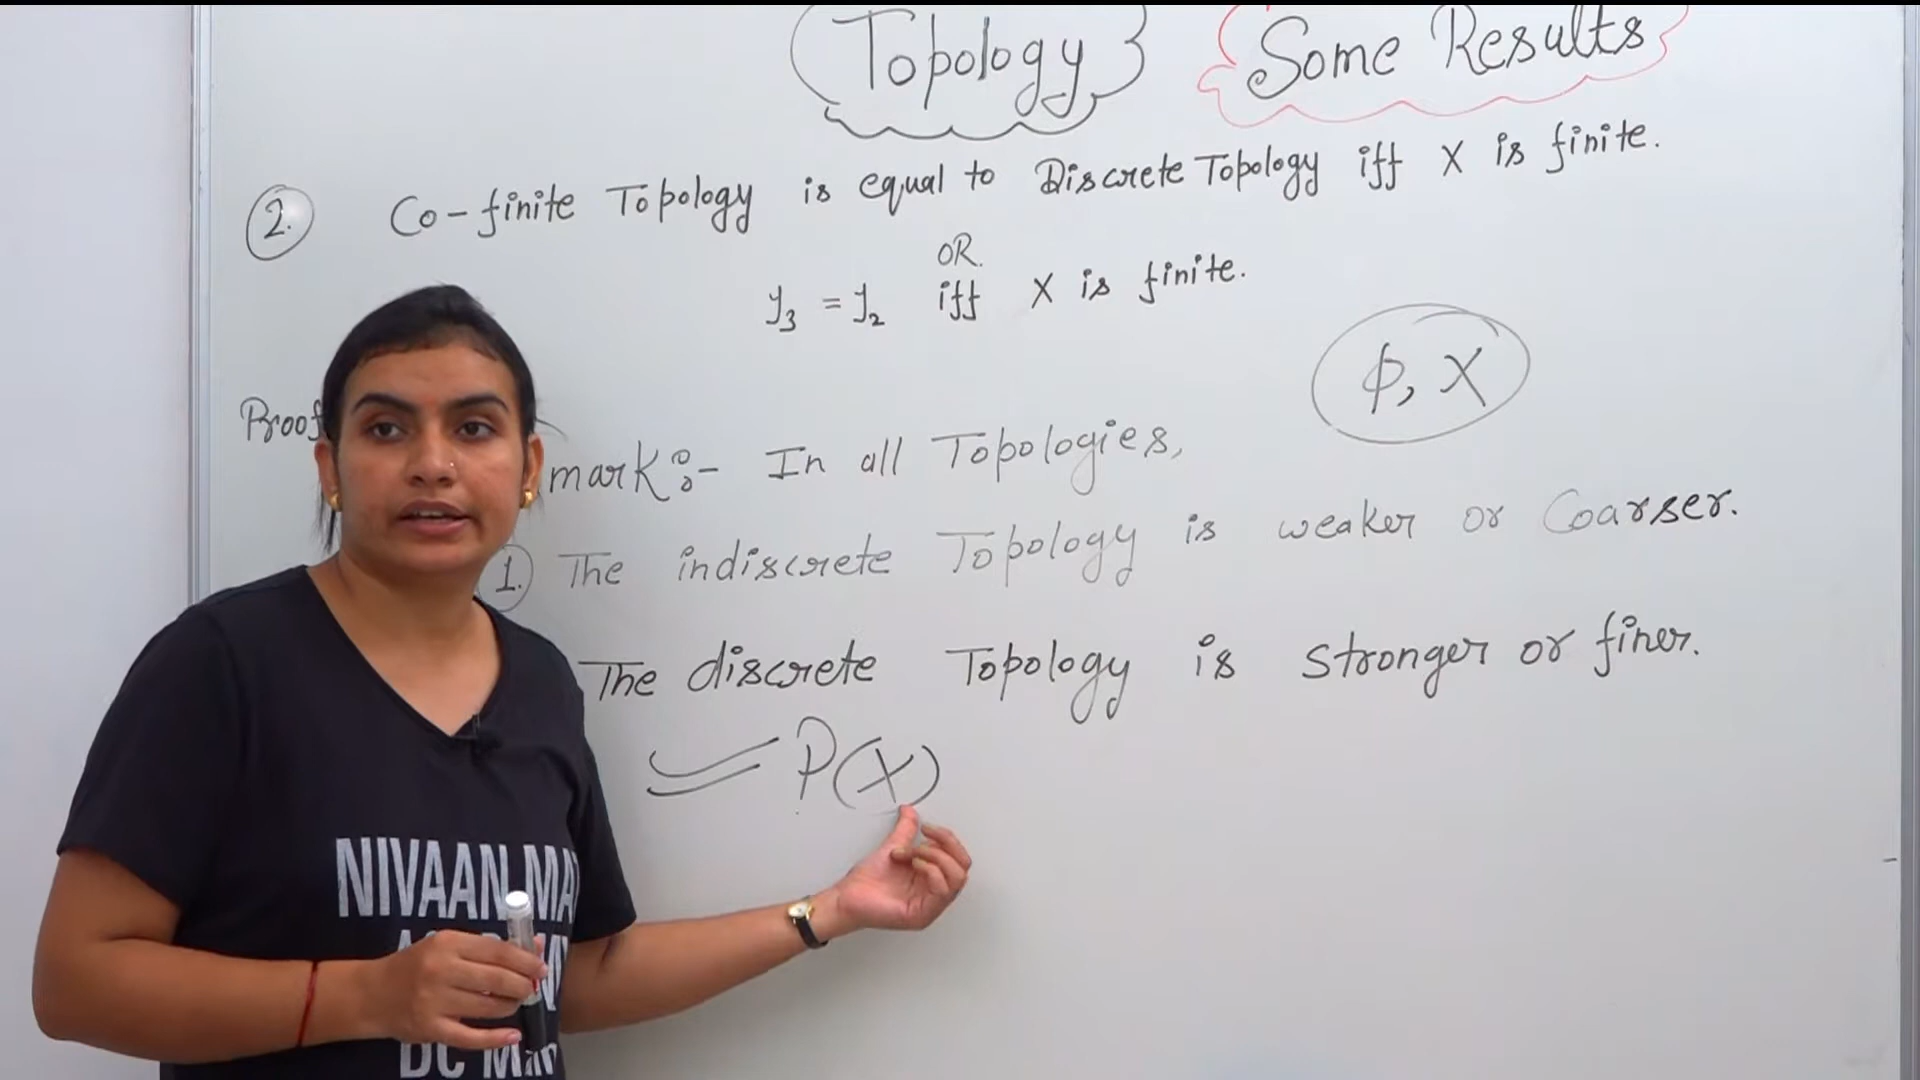 Topology
Some Results
2. Co-finite Topology is equal to Discrete Topology iff X is finite.
OR.
𝒥3 = 𝒥2 iff X is finite.
ϕ, X
Proof
mark:- In all Topologies,
1. The indiscrete Topology is weaker or Coarser.
The discrete Topology is stronger or finer.
P(X)
NIVAAN MA